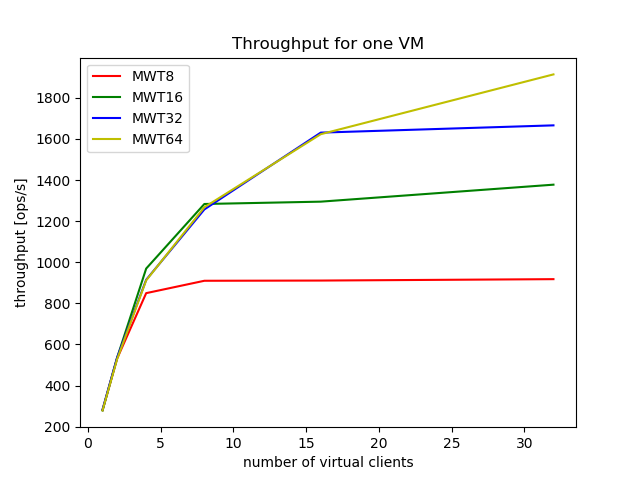 Throughput for one VM
MWT8
MWT16
MWT32
MWT64
throughput [ops/s]
1800
1600
1400
1200
1000
800
600
400
200
0 5 10 15 20 25 30
number of virtual clients